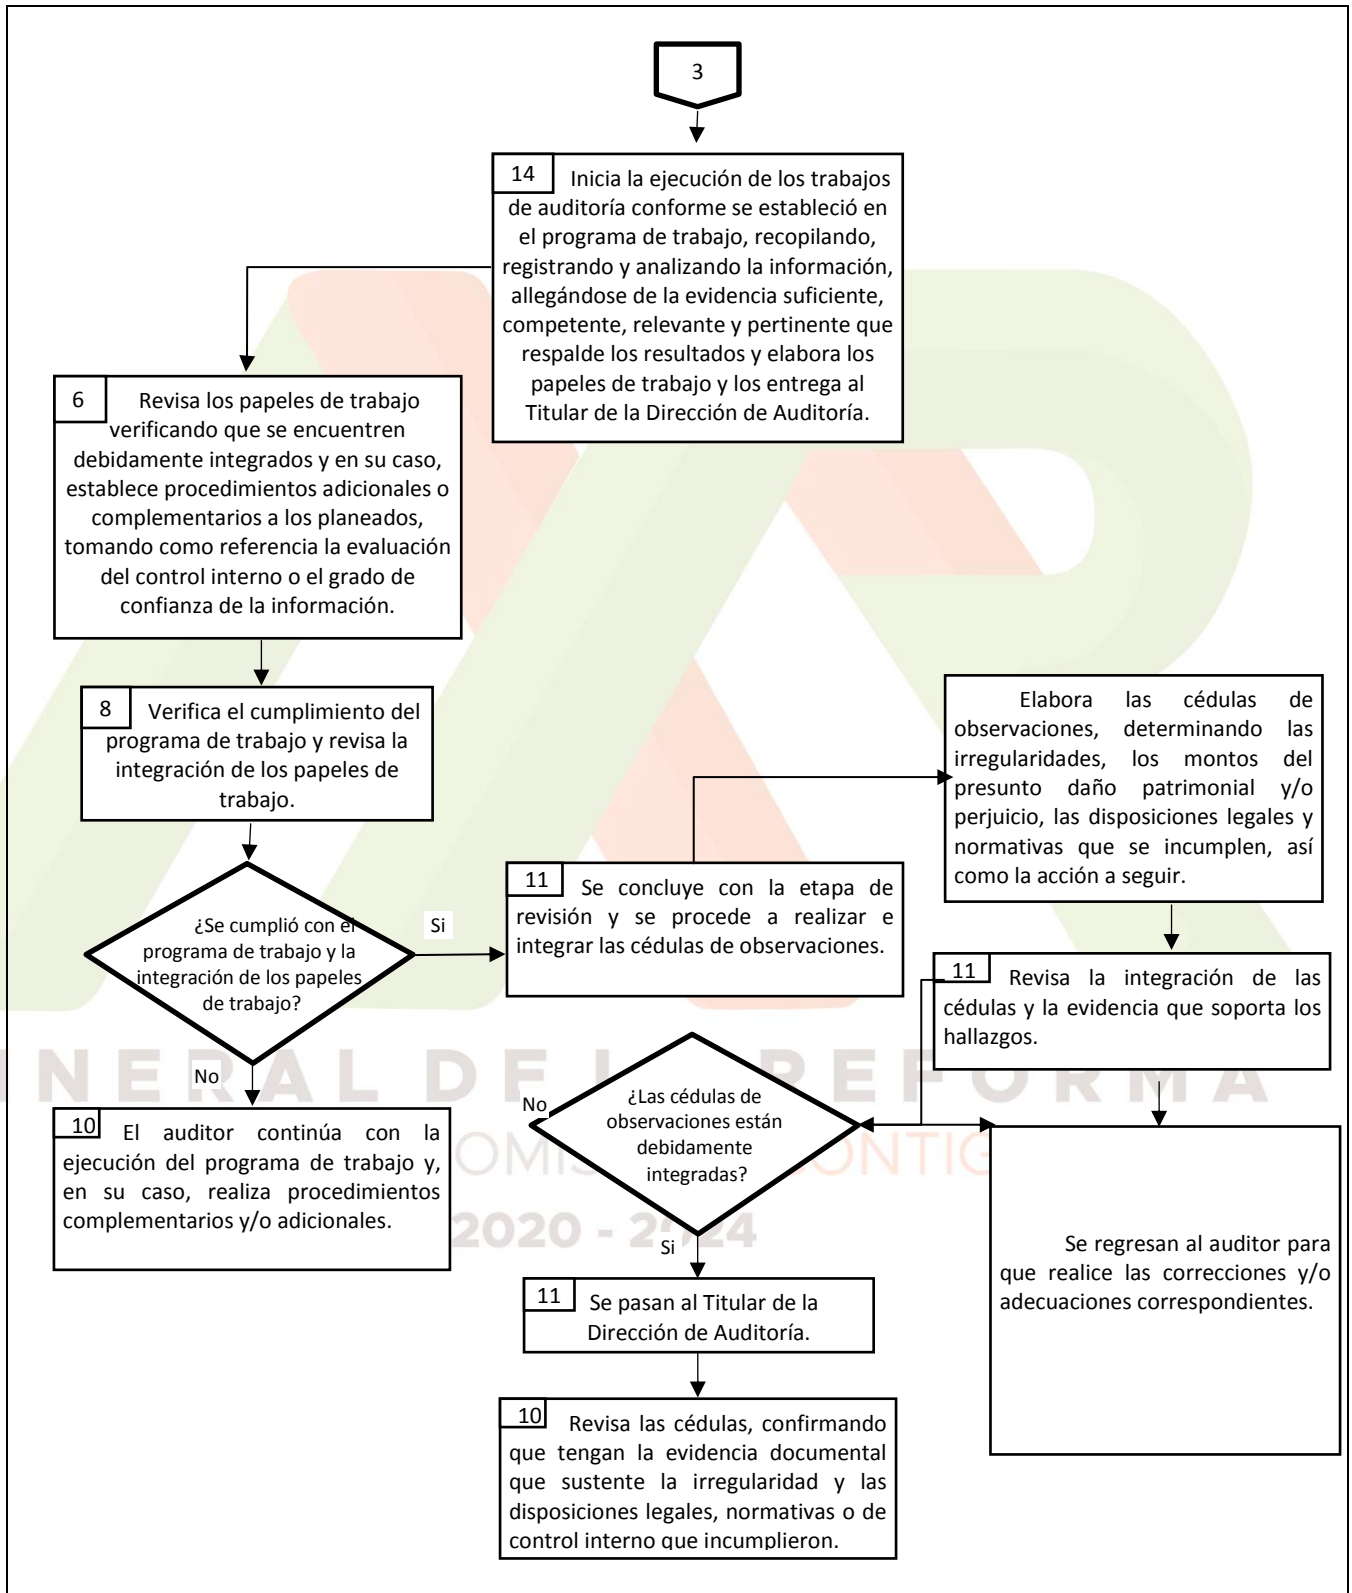 3
14 Inicia la ejecución de los trabajos
de auditoría conforme se estableció en
el programa de trabajo, recopilando,
registrando y analizando la información,
allegándose de la evidencia suficiente,
competente, relevante y pertinente que
respalde los resultados y elabora los
papeles de trabajo y los entrega al
Titular de la Dirección de Auditoría.
6 Revisa los papeles de trabajo
verificando que se encuentren
debidamente integrados y en su caso,
establece procedimientos adicionales o
complementarios a los planeados,
tomando como referencia la evaluación
del control interno o el grado de
confianza de la información.
8 Verifica el cumplimiento del
programa de trabajo y revisa la
integración de los papeles de
trabajo.
¿Se cumplió con el
programa de trabajo y la
integración de los papeles
de trabajo?
Si
No
10 El auditor continúa con la
ejecución del programa de trabajo y,
en su caso, realiza procedimientos
complementarios y/o adicionales.
11 Se concluye con la etapa de
revisión y se procede a realizar e
integrar las cédulas de observaciones.
Elabora las cédulas de
observaciones, determinando las
irregularidades, los montos del
presunto daño patrimonial y/o
perjuicio, las disposiciones legales y
normativas que se incumplen, así
como la acción a seguir.
11 Revisa la integración de las
cédulas y la evidencia que soporta los
hallazgos.
¿Las cédulas de
observaciones están
debidamente
integradas?
No
Si
Se regresan al auditor para
que realice las correcciones y/o
adecuaciones correspondientes.
11 Se pasan al Titular de la
Dirección de Auditoría.
10 Revisa las cédulas, confirmando
que tengan la evidencia documental
que sustente la irregularidad y las
disposiciones legales, normativas o de
control interno que incumplieron.
NERAL DE REFORMA
2020 - 2024